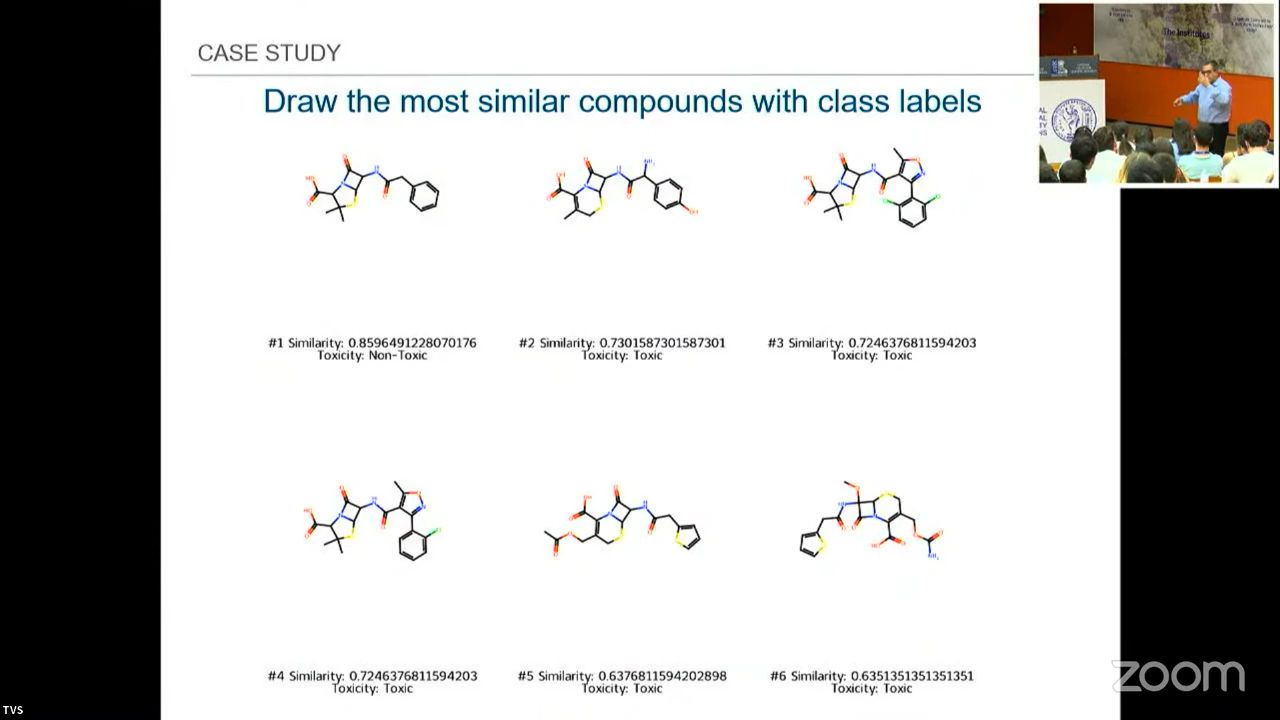 CASE STUDY
Draw the most similar compounds with class labels
The Institutes
#1 Similarity: 0.8596491228070176
Toxicity: Non-Toxic
#2 Similarity: 0.7301587301587301
Toxicity: Toxic
#3 Similarity: 0.7246376811594203
Toxicity: Toxic
#4 Similarity: 0.7246376811594203
Toxicity: Toxic
#5 Similarity: 0.6376811594202898
Toxicity: Toxic
#6 Similarity: 0.6351351351351351
Toxicity: Toxic
zoom
TVS